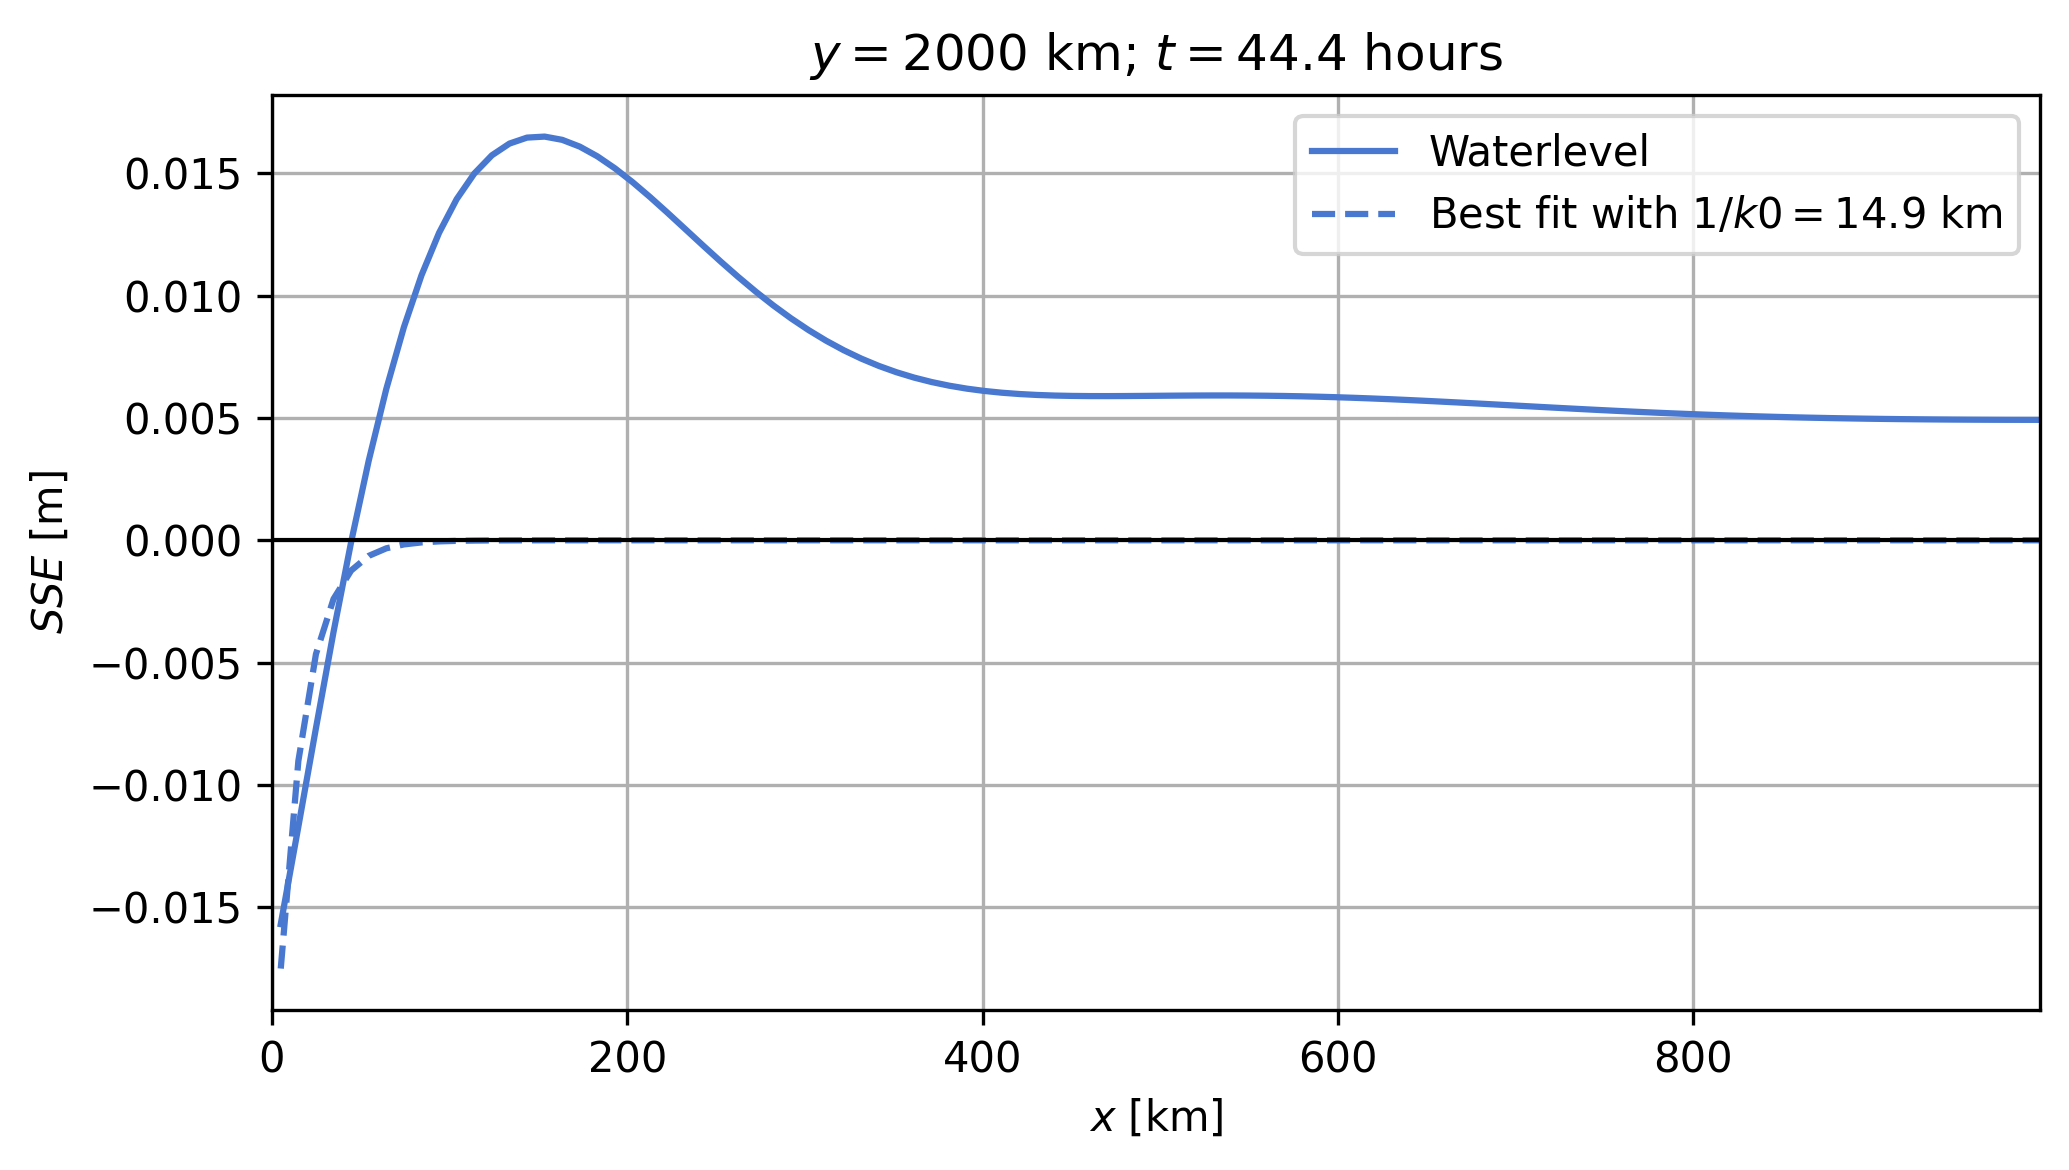 y = 2000 km; t = 44.4 hours
Waterlevel
Best fit with 1/k0 = 14.9 km
SSE [m]
0.015
0.010
0.005
0.000
−0.005
−0.010
−0.015
0 200 400 600 800
x [km]